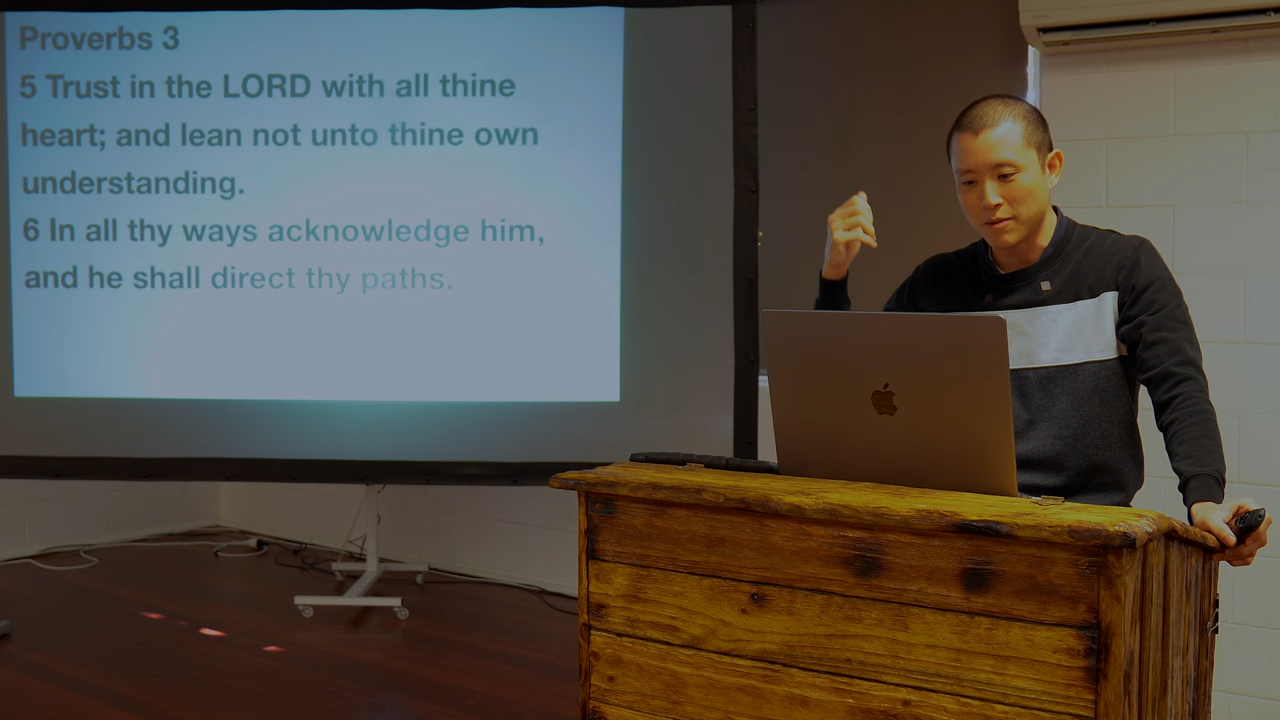 Proverbs 3
5 Trust in the LORD with all thine
heart; and lean not unto thine own
understanding.
6 In all thy ways acknowledge him,
and he shall direct thy paths.